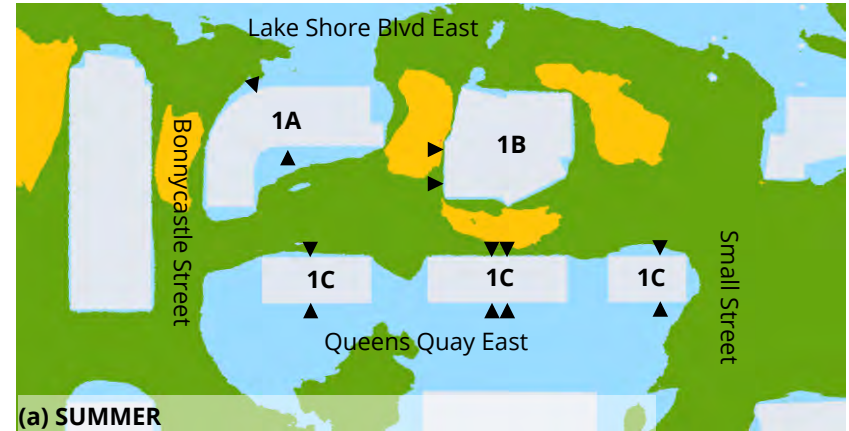 Lake Shore Blvd East
1A
1B
Bonnycastle Street
Small Street
1C
1C
1C
Queens Quay East
(a) SUMMER